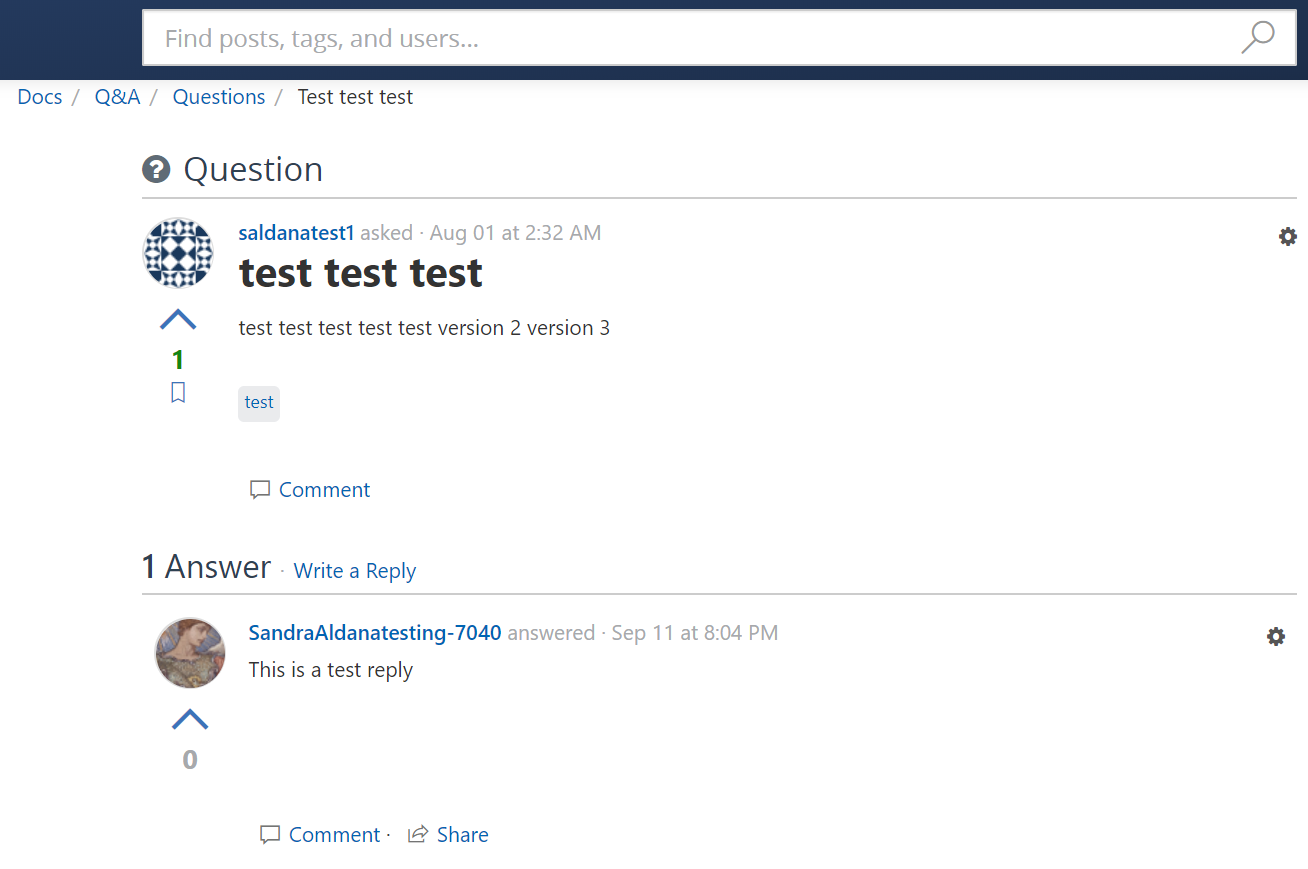 Find posts, tags, and users...
Docs / Q&A / Questions / Test test test
? Question
saldanatest1 asked · Aug 01 at 2:32 AM
test test test
test test test test test version 2 version 3
1
test
Comment
1 Answer · Write a Reply
SandraAldanatesting-7040 answered · Sep 11 at 8:04 PM
This is a test reply
0
Comment · Share